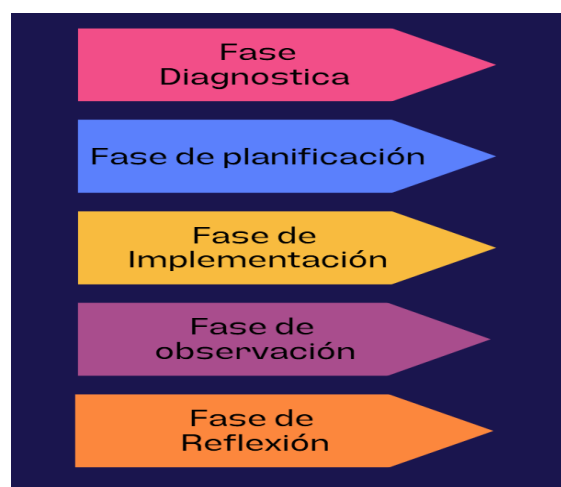 Fase
Diagnostica
Fase de planificación
Fase de
Implementación
Fase de
observación
Fase de
Reflexión